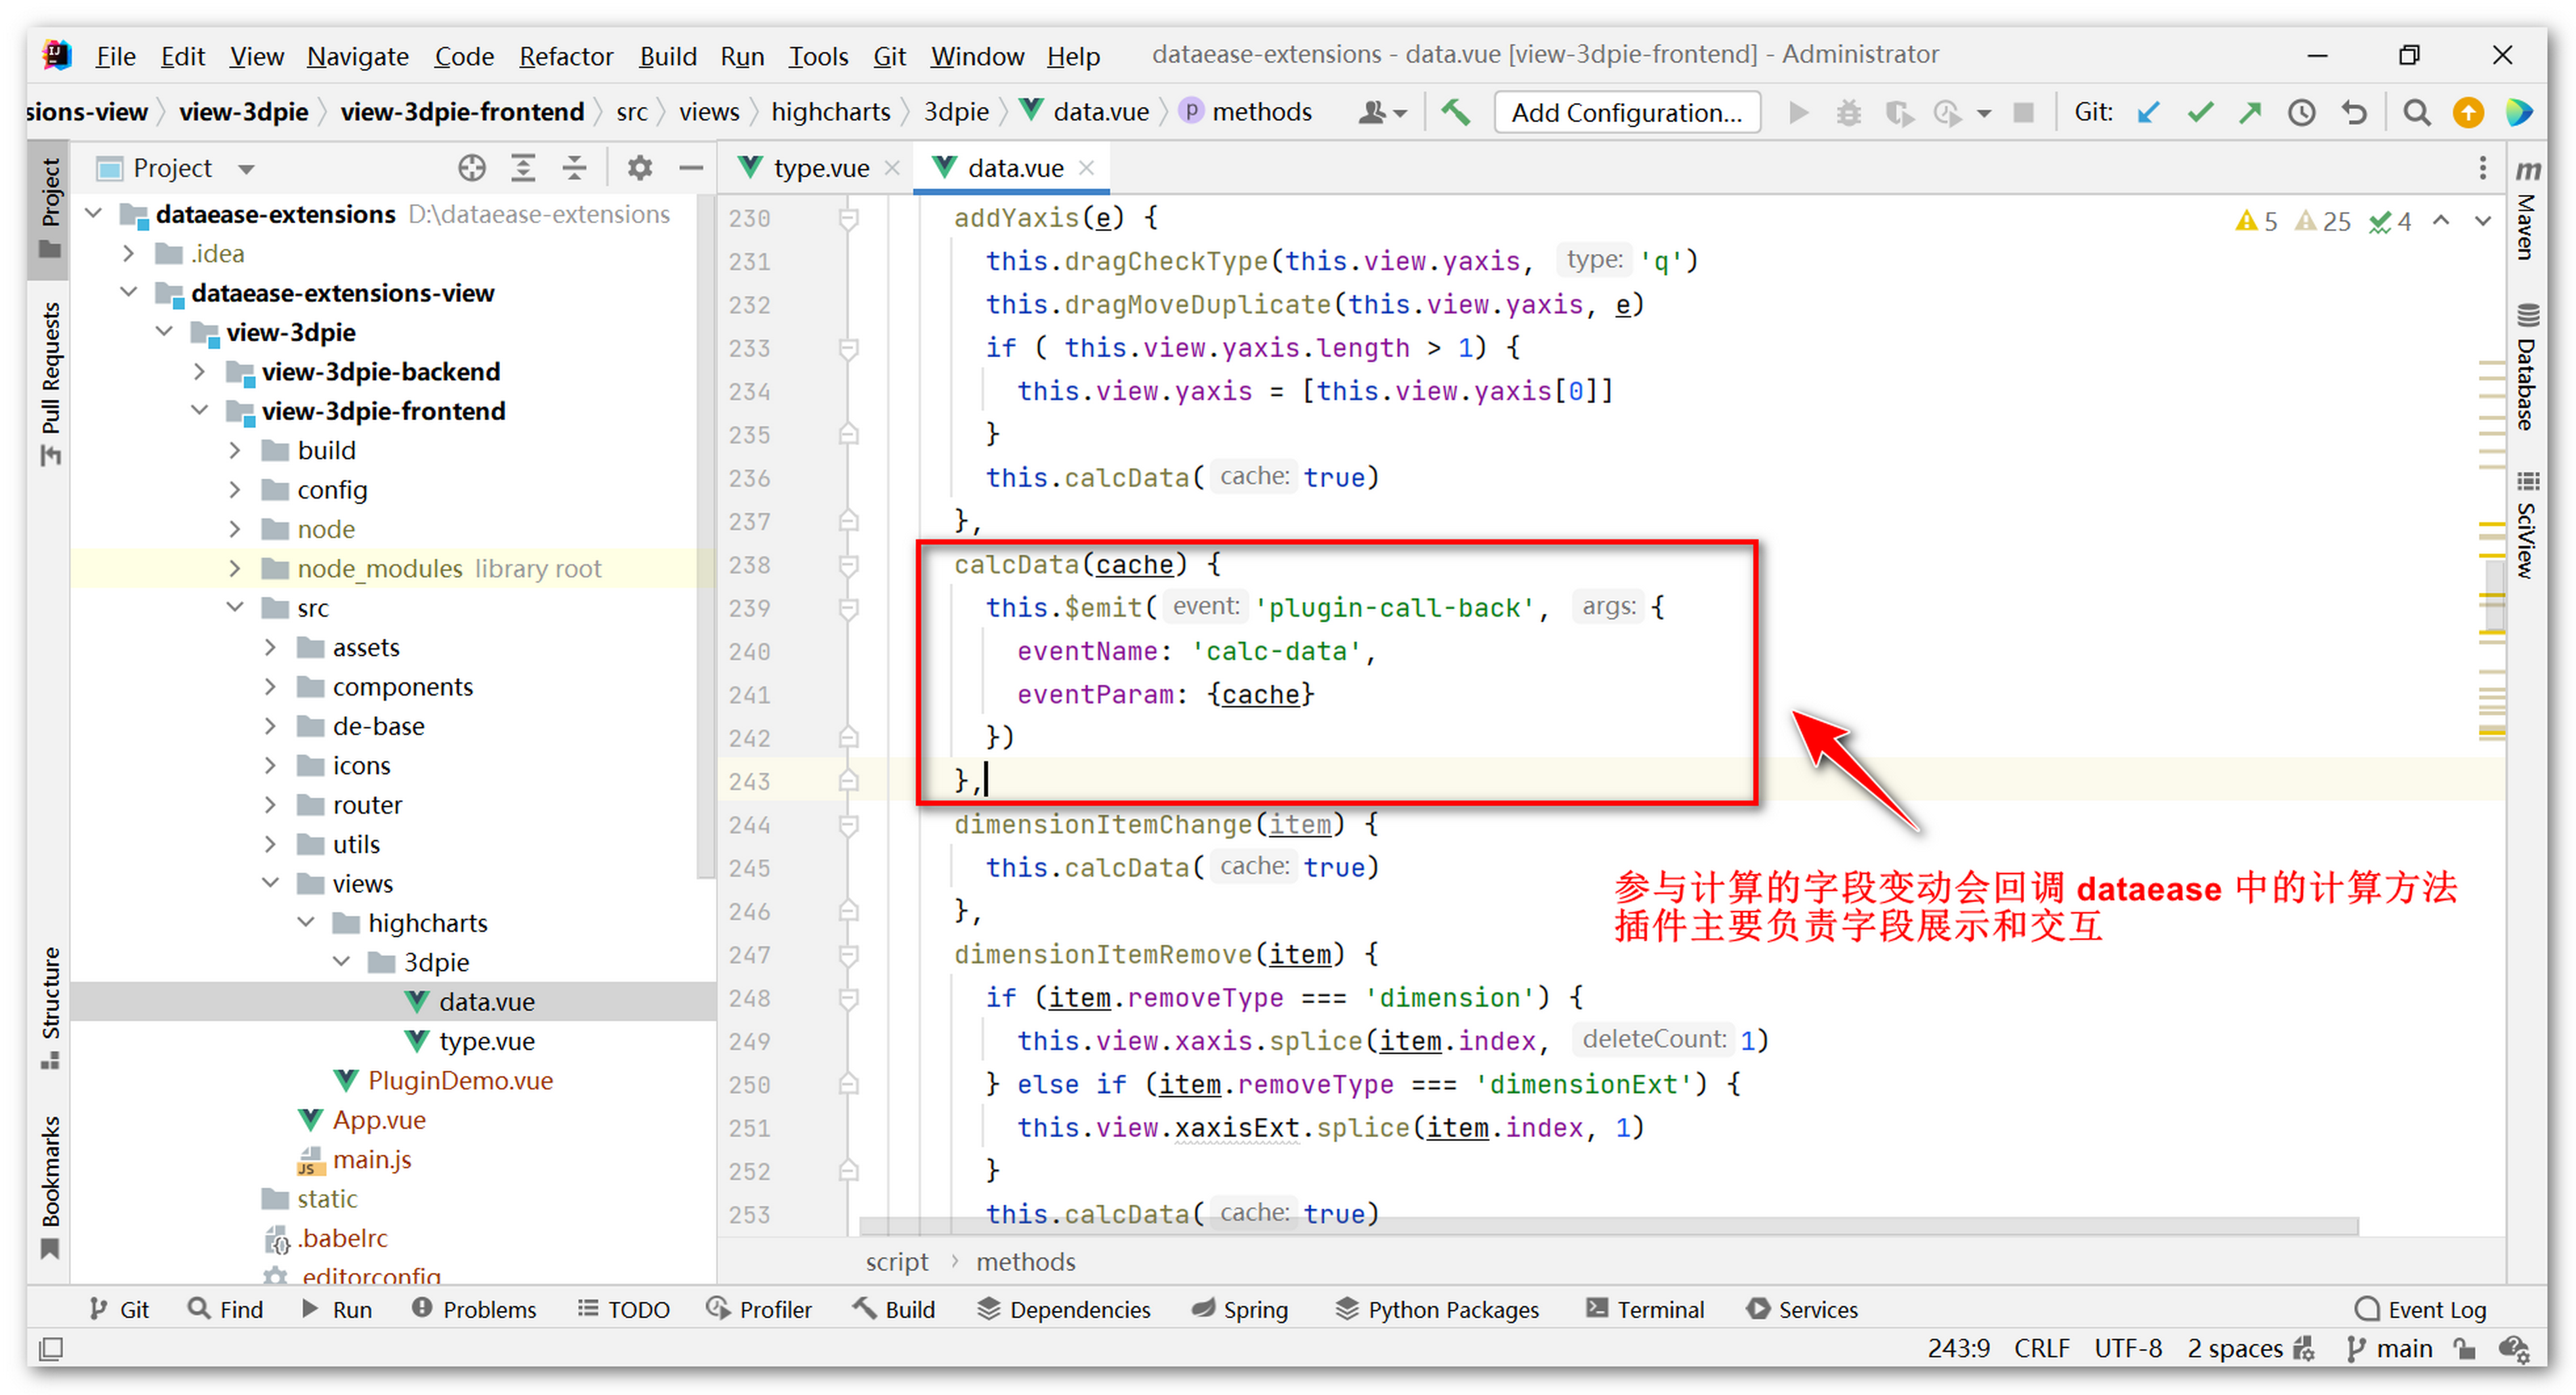 File Edit View Navigate Code Refactor Build Run Tools Git Window Help dataease-extensions - data.vue [view-3dpie-frontend] - Administrator
sions-view view-3dpie view-3dpie-frontend src views highcharts 3dpie data.vue p methods Add Configuration... Git:
Project
type.vue data.vue
Project
Pull Requests
Structure
Bookmarks
dataease-extensions D:\dataease-extensions
.idea
dataease-extensions-view
view-3dpie
view-3dpie-backend
view-3dpie-frontend
build
config
node
node_modules library root
src
assets
components
de-base
icons
router
utils
views
highcharts
3dpie
data.vue
type.vue
PluginDemo.vue
App.vue
main.js
static
.babelrc
.editorconfig
5 25 4
230 addYaxis(e) {
231 this.dragCheckType(this.view.yaxis, type: 'q')
232 this.dragMoveDuplicate(this.view.yaxis, e)
233 if ( this.view.yaxis.length > 1) {
234 this.view.yaxis = [this.view.yaxis[0]]
235 }
236 this.calcData( cache: true)
237 },
238 calcData(cache) {
239 this.$emit( event: 'plugin-call-back', args: {
240 eventName: 'calc-data',
241 eventParam: {cache}
242 })
243 },
244 dimensionItemChange(item) {
245 this.calcData( cache: true)
246 },
247 dimensionItemRemove(item) {
248 if (item.removeType === 'dimension') {
249 this.view.xaxis.splice(item.index, deleteCount: 1)
250 } else if (item.removeType === 'dimensionExt') {
251 this.view.xaxisExt.splice(item.index, 1)
252 }
253 this.calcData( cache: true)
参与计算的字段变动会回调 dataease 中的计算方法
插件主要负责字段展示和交互
m Maven
Database
SciView
script methods
Git Find Run Problems TODO Profiler Build Dependencies Spring Python Packages Terminal Services Event Log
243:9 CRLF UTF-8 2 spaces main